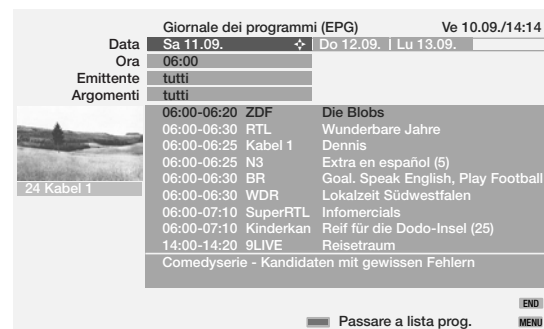 Giornale dei programmi (EPG) Ve 10.09./14:14
Data Sa 11.09. Do 12.09. | Lu 13.09.
Ora 06:00
Emittente tutti
Argomenti tutti
06:00-06:20 ZDF Die Blobs
06:00-06:30 RTL Wunderbare Jahre
06:00-06:25 Kabel 1 Dennis
06:00-06:25 N3 Extra en español (5)
06:00-06:30 BR Goal. Speak English, Play Football
06:00-06:30 WDR Lokalzeit Südwestfalen
06:00-07:10 SuperRTL Infomercials
06:00-07:10 Kinderkan Reif für die Dodo-Insel (25)
14:00-14:20 9LIVE Reisetraum
24 Kabel 1
Comedyserie - Kandidaten mit gewissen Fehlern
END
Passare a lista prog. MENU